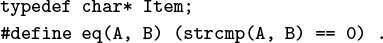 typedef char* Item;
#define eq(A, B) (strcmp(A, B) == 0) .